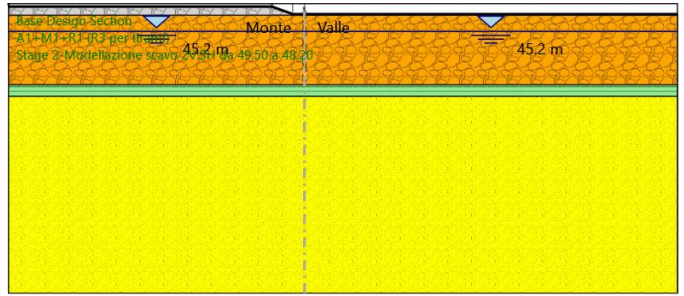 Base Design Section
Monte Valle
A1+M1+R1 (R3 per tiranti)
45.2 m 45.2 m
Stage 2-Modellazione scavo 2V:3H da 49.50 a 48.20